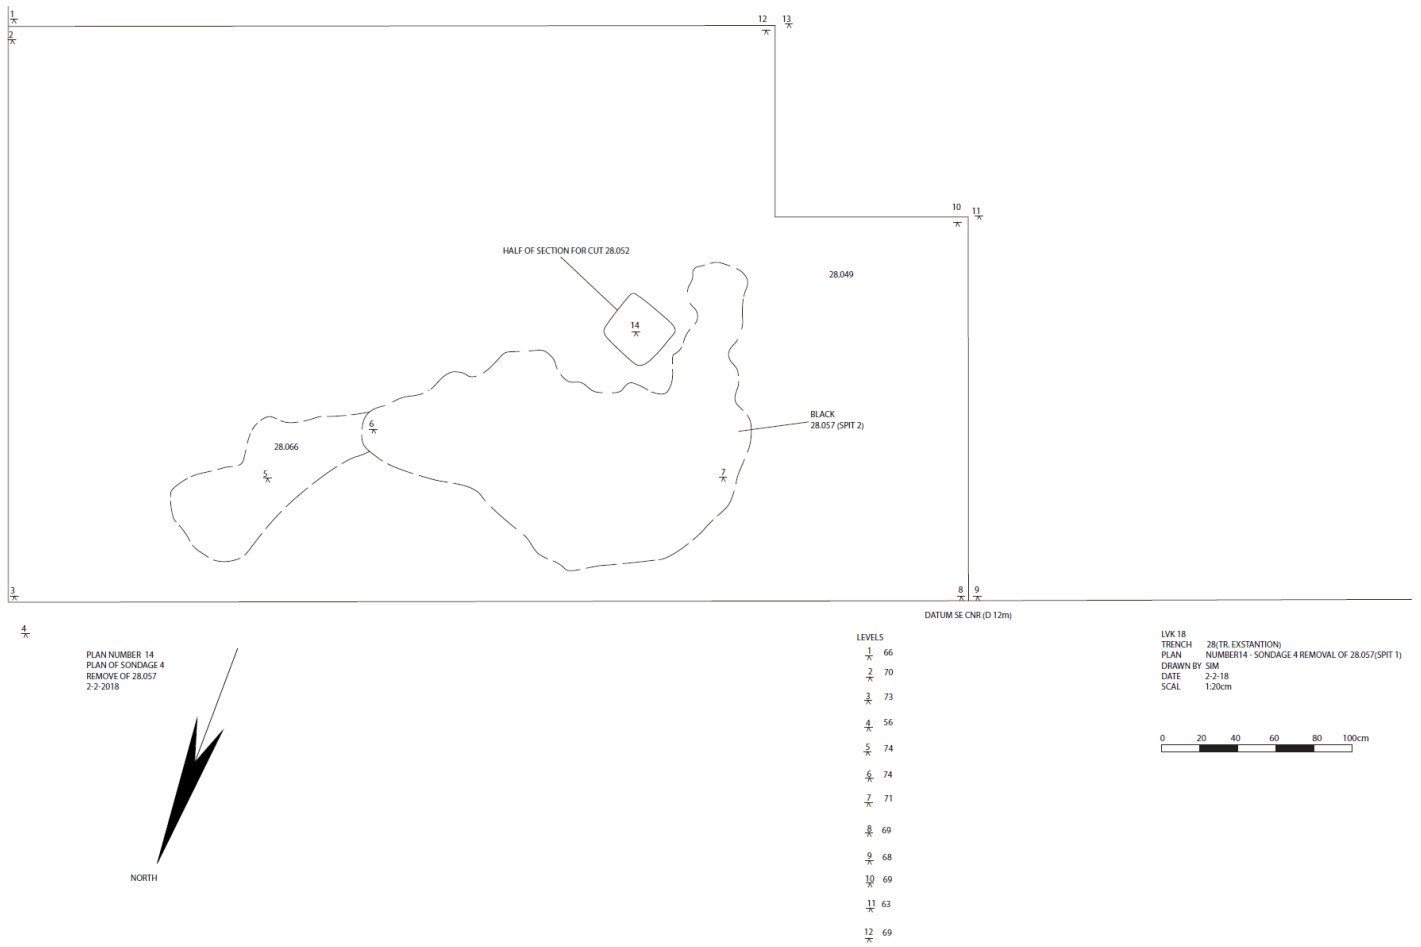 1
2
12 13
10 11
HALF OF SECTION FOR CUT 28.052
28.049
14
BLACK
28.057 (SPIT 2)
6
28.066
5
7
3
8 9
DATUM SE CNR (D 12m)
4
PLAN NUMBER 14
PLAN OF SONDAGE 4
REMOVE OF 28.057
2-2-2018
NORTH
LEVELS
1 66
2 70
3 73
4 56
5 74
6 74
7 71
8 69
9 68
10 69
11 63
12 69
LVK 18
TRENCH 28(TR. EXSTANTION)
PLAN NUMBER14 - SONDAGE 4 REMOVAL OF 28.057(SPIT 1)
DRAWN BY SIM
DATE 2-2-18
SCAL 1:20cm
0 20 40 60 80 100cm